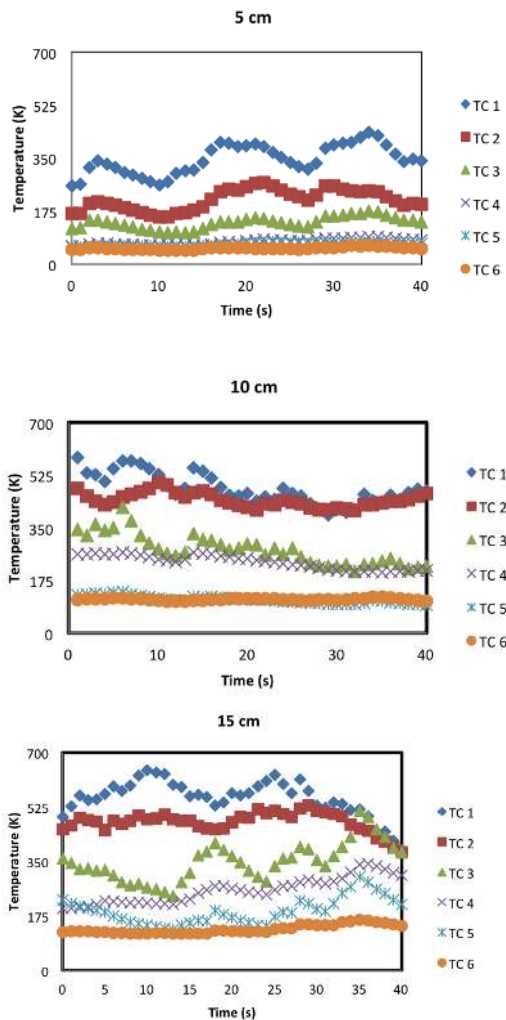 5 cm
700
525
350
175
0
Temperature (K)
0 10 20 30 40
Time (s)
TC 1
TC 2
TC 3
TC 4
TC 5
TC 6
10 cm
700
525
350
175
0
Temperature (K)
0 10 20 30 40
Time (s)
TC 1
TC 2
TC 3
TC 4
TC 5
TC 6
15 cm
700
525
350
175
0
Temperature (K)
0 5 10 15 20 25 30 35 40
Time (s)
TC 1
TC 2
TC 3
TC 4
TC 5
TC 6